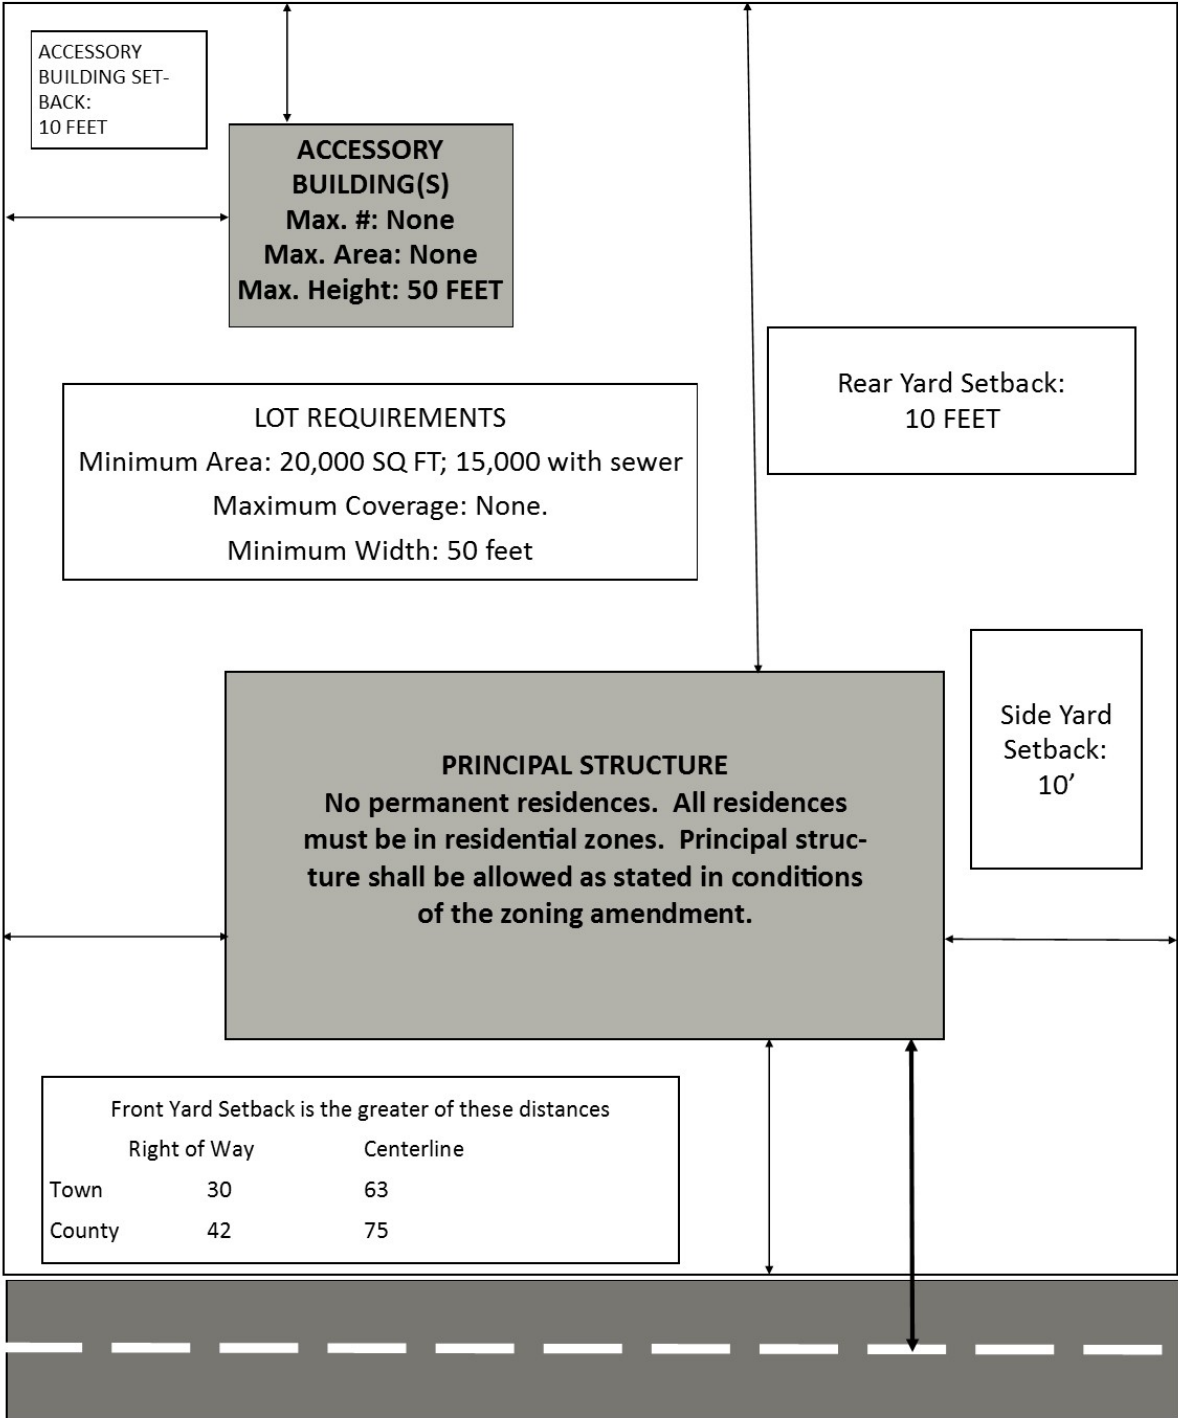 ACCESSORY
BUILDING SET-
BACK:
10 FEET
ACCESSORY
BUILDING(S)
Max. #: None
Max. Area: None
Max. Height: 50 FEET
Rear Yard Setback:
10 FEET
LOT REQUIREMENTS
Minimum Area: 20,000 SQ FT; 15,000 with sewer
Maximum Coverage: None.
Minimum Width: 50 feet
Side Yard
Setback:
10’
PRINCIPAL STRUCTURE
No permanent residences.  All residences
must be in residential zones.  Principal struc-
ture shall be allowed as stated in conditions
of the zoning amendment.
Front Yard Setback is the greater of these distances
Right of Way Centerline
Town 30 63
County 42 75